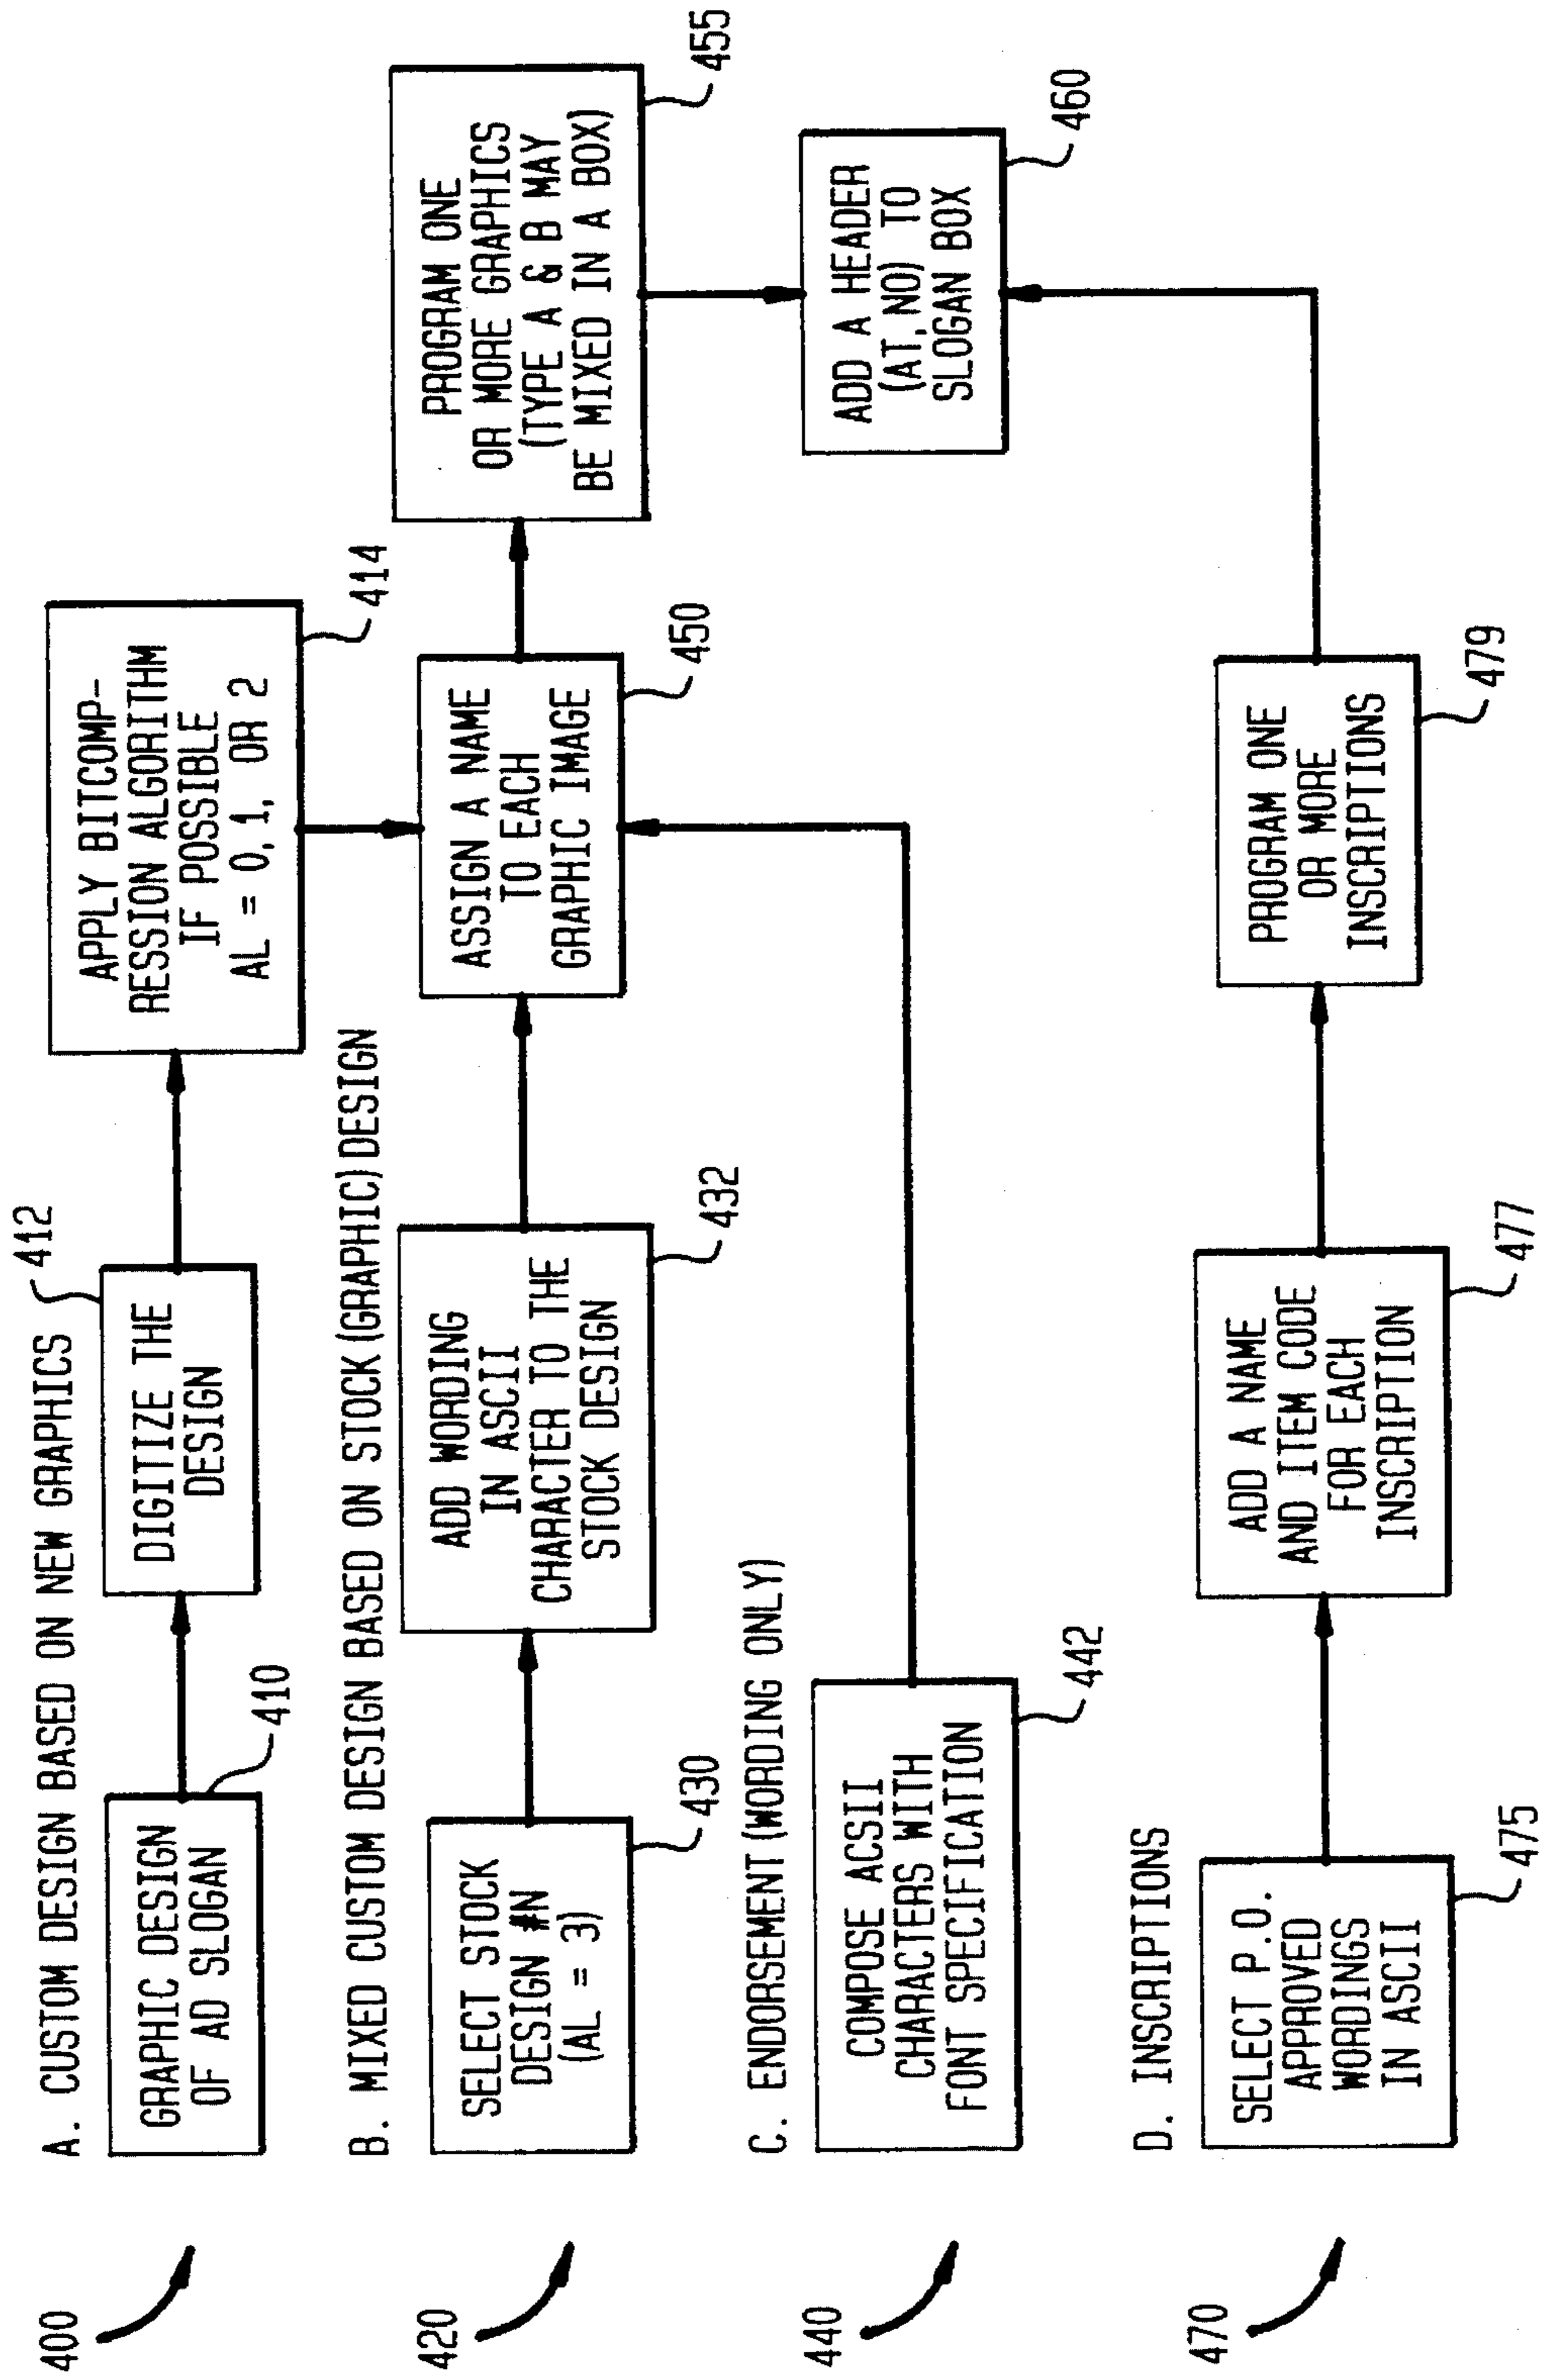 400
A. CUSTOM DESIGN BASED ON NEW GRAPHICS
GRAPHIC DESIGN
OF AD SLOGAN
410
DIGITIZE THE
DESIGN
412
APPLY BITCOMP-
RESSION ALGORITHM
IF POSSIBLE
AL = 0, 1, OR 2
414
420
B. MIXED CUSTOM DESIGN BASED ON STOCK (GRAPHIC) DESIGN
SELECT STOCK
DESIGN #N
(AL = 3)
430
ADD WORDING
IN ASCII
CHARACTER TO THE
STOCK DESIGN
432
ASSIGN A NAME
TO EACH
GRAPHIC IMAGE
450
PROGRAM ONE
OR MORE GRAPHICS
(TYPE A & B MAY
BE MIXED IN A BOX)
455
440
C. ENDORSEMENT (WORDING ONLY)
COMPOSE ACSII
CHARACTERS WITH
FONT SPECIFICATION
442
ADD A HEADER
(AT, NO) TO
SLOGAN BOX
460
470
D. INSCRIPTIONS
SELECT P.O.
APPROVED
WORDINGS
IN ASCII
475
ADD A NAME
AND ITEM CODE
FOR EACH
INSCRIPTION
477
PROGRAM ONE
OR MORE
INSCRIPTIONS
479